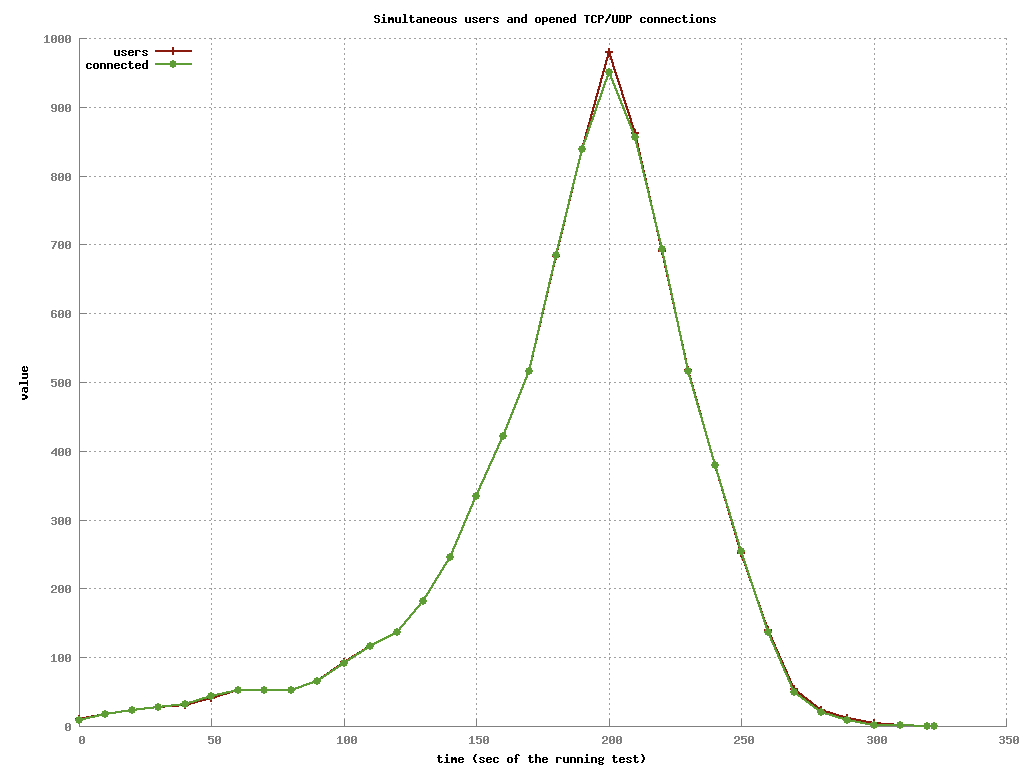 Simultaneous users and opened TCP/UDP connections
users
connected
1000
900
800
700
600
500
400
300
200
100
0
value
0 50 100 150 200 250 300 350
time (sec of the running test)